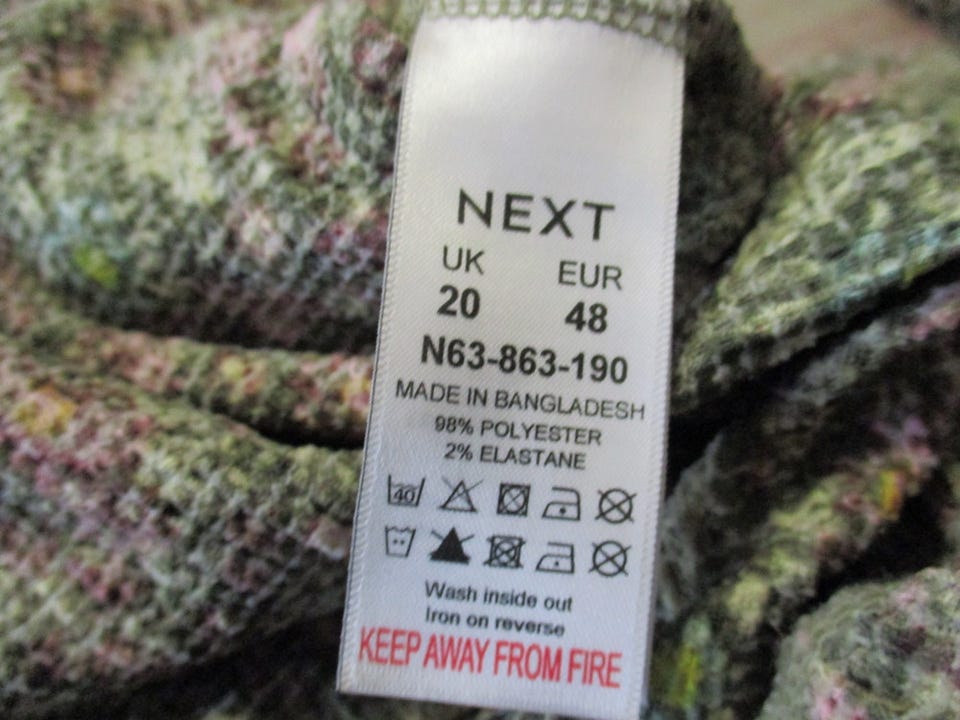 NEXT
UK EUR
20 48
N63-863-190
MADE IN BANGLADESH
98% POLYESTER
2% ELASTANE
40
Wash inside out
Iron on reverse
KEEP AWAY FROM FIRE